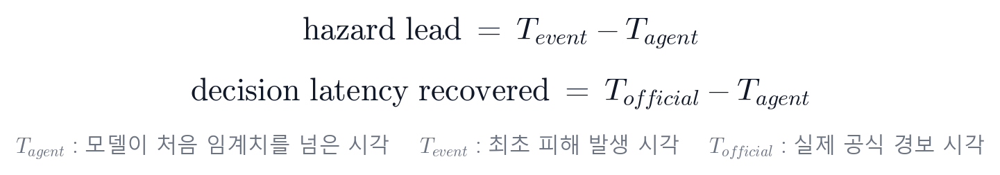 hazard lead = T_event − T_agent
decision latency recovered = T_official − T_agent
T_agent : 모델이 처음 임계치를 넘은 시각 T_event : 최초 피해 발생 시각 T_official : 실제 공식 경보 시각